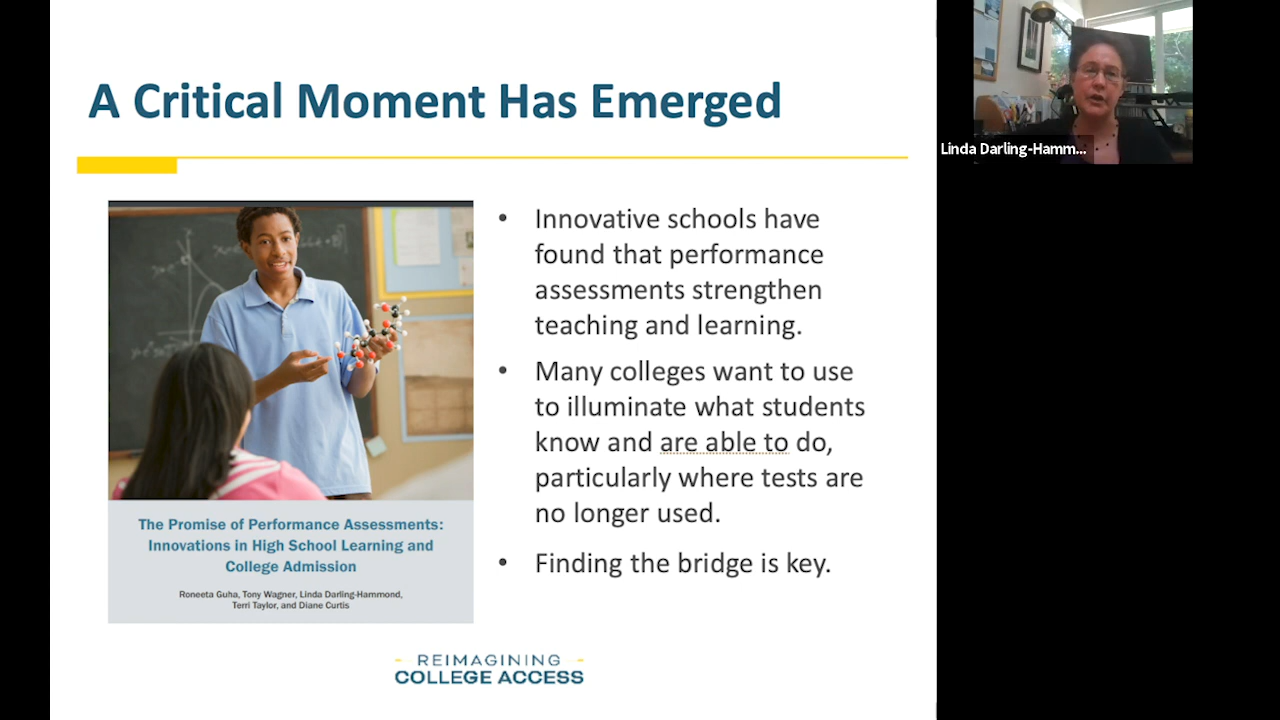 A Critical Moment Has Emerged
Innovative schools have
found that performance
assessments strengthen
teaching and learning.
Many colleges want to use
to illuminate what students
know and are able to do,
particularly where tests are
no longer used.
Finding the bridge is key.
The Promise of Performance Assessments:
Innovations in High School Learning and
College Admission
Roneeta Guha, Tony Wagner, Linda Darling-Hammond,
Terri Taylor, and Diane Curtis
REIMAGINING
COLLEGE ACCESS
Linda Darling-Hamm...